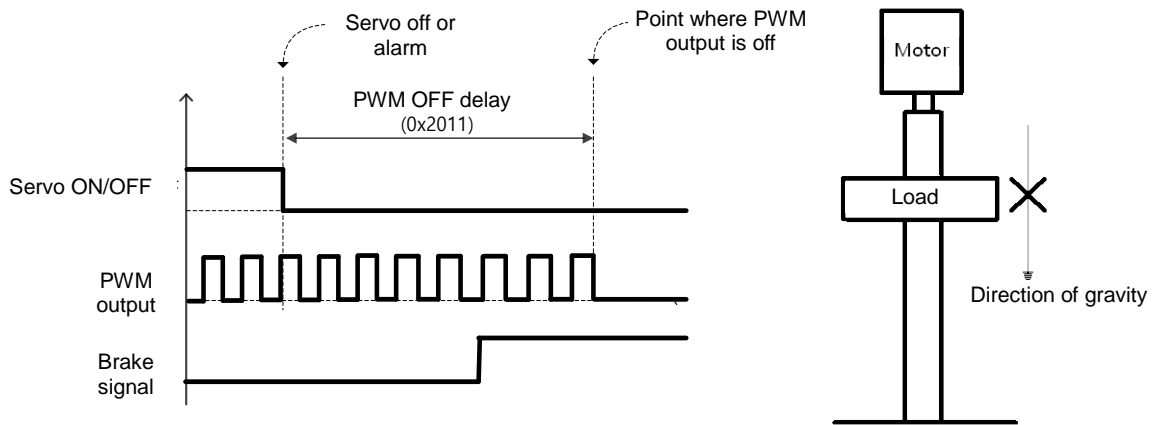 Servo off or
alarm
Point where PWM
output is off
PWM OFF delay
(0x2011)
Servo ON/OFF
:
PWM
output
Brake
signal
Motor
Load
Direction of gravity